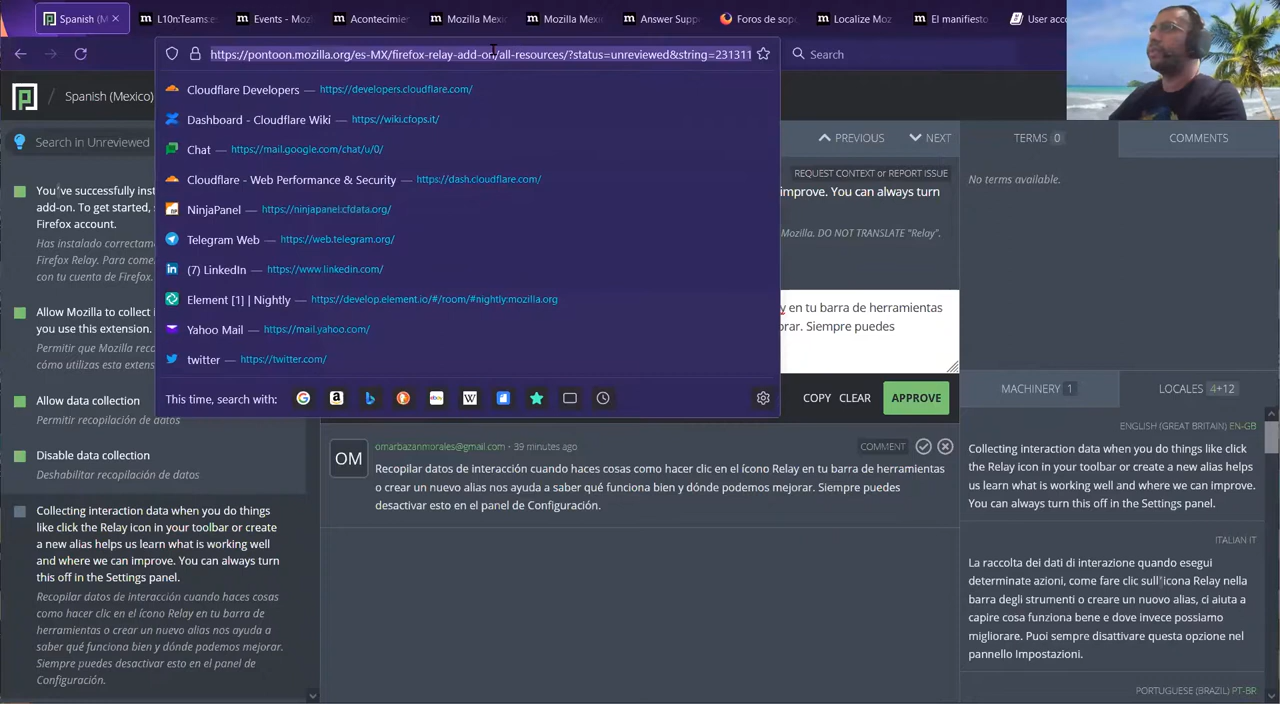 Spanish (M
L10n:Teams:es
Events - Moz
Acontecimier
Mozilla Mexi
Mozilla Mexi
Answer Supp
Foros de sop
Localize Moz
El manifiesto
User acco
https://pontoon.mozilla.org/es-MX/firefox-relay-add-on/all-resources/?status=unreviewed&string=231311
Search
Spanish (Mexico)
Search in Unreviewed
Cloudflare Developers — https://developers.cloudflare.com/
Dashboard - Cloudflare Wiki — https://wiki.cfops.it/
Chat — https://mail.google.com/chat/u/0/
Cloudflare - Web Performance & Security — https://dash.cloudflare.com/
NinjaPanel — https://ninjapanel.cfdata.org/
Telegram Web — https://web.telegram.org/
(7) LinkedIn — https://www.linkedin.com/
Element [1] | Nightly — https://develop.element.io/#/room/#nightly:mozilla.org
Yahoo Mail — https://mail.yahoo.com/
twitter — https://twitter.com/
This time, search with:
You've successfully inst
add-on. To get started,
Firefox account.
Has instalado correctam
Firefox Relay. Para come
con tu cuenta de Firefox.
Allow Mozilla to collect i
you use this extension.
Permitir que Mozilla reco
cómo utilizas esta extens
Allow data collection
Permitir recopilación de datos
Disable data collection
Deshabilitar recopilación de datos
Collecting interaction data when you do things
like click the Relay icon in your toolbar or create
a new alias helps us learn what is working well
and where we can improve. You can always turn
this off in the Settings panel.
Recopilar datos de interacción cuando haces cosas
como hacer clic en el ícono Relay en tu barra de
herramientas o crear un nuevo alias nos ayuda a
saber qué funciona bien y dónde podemos mejorar.
Siempre puedes desactivar esto en el panel de
Configuración.
PREVIOUS
NEXT
REQUEST CONTEXT or REPORT ISSUE
improve. You can always turn
Mozilla. DO NOT TRANSLATE "Relay".
y en tu barra de herramientas
orar. Siempre puedes
COPY
CLEAR
APPROVE
OM
omarbazanmorales@gmail.com • 39 minutes ago
COMMENT
Recopilar datos de interacción cuando haces cosas como hacer clic en el ícono Relay en tu barra de herramientas
o crear un nuevo alias nos ayuda a saber qué funciona bien y dónde podemos mejorar. Siempre puedes
desactivar esto en el panel de Configuración.
TERMS 0
COMMENTS
No terms available.
MACHINERY 1
LOCALES 4+12
ENGLISH (GREAT BRITAIN) EN-GB
Collecting interaction data when you do things like click
the Relay icon in your toolbar or create a new alias helps
us learn what is working well and where we can improve.
You can always turn this off in the Settings panel.
ITALIAN IT
La raccolta dei dati di interazione quando esegui
determinate azioni, come fare clic sull'icona Relay nella
barra degli strumenti o creare un nuovo alias, ci aiuta a
capire cosa funziona bene e dove invece possiamo
migliorare. Puoi sempre disattivare questa opzione nel
pannello Impostazioni.
PORTUGUESE (BRAZIL) PT-BR